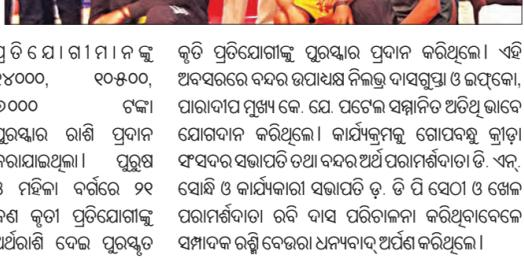 ପ୍ରତିଯୋଗୀମାନଙ୍କୁ
୧୪୦୦୦, ୧୦୫୦୦,
୭୦୦୦ ଟଙ୍କା
ପୁରସ୍କାର ରାଶି ପ୍ରଦାନ
କରାଯାଇଥିଲା। ପୁରୁଷ
ଓ ମହିଳା ବର୍ଗରେ ୨୧
ଜଣ କୃତୀ ପ୍ରତିଯୋଗୀଙ୍କୁ
ଅର୍ଥରାଶି ଦେଇ ପୁରସ୍କୃତ
କୃତି ପ୍ରତିଯୋଗୀଙ୍କୁ ପୁରସ୍କାର ପ୍ରଦାନ କରିଥିଲେ। ଏହି
ଅବସରରେ ବନ୍ଦର ଉପାଧ୍ୟକ୍ଷ ନିଲଭ୍ର ଦାସଗୁପ୍ତା ଓ ଇଫ୍‌କୋ,
ପାରାଦୀପ ମୁଖ୍ୟ କେ. ଯେ. ପଟେଲ ସମ୍ମାନିତ ଅତିଥି ଭାବେ
ଯୋଗଦାନ କରିଥିଲେ। କାର୍ଯ୍ୟକ୍ରମକୁ ଗୋପବନ୍ଧୁ କ୍ରୀଡ଼ା
ସଂସଦର ସଭାପତି ତଥା ବନ୍ଦର ଅର୍ଥ ପରାମର୍ଶଦାତା ଡି. ଏନ୍.
ସୋନ୍ଧି ଓ କାର୍ଯ୍ୟକାରୀ ସଭାପତି ଡ଼. ଡି ପି ସେଠୀ ଓ ଖେଳ
ପରାମର୍ଶଦାତା ରବି ଦାସ ପରିଚାଳନା କରିଥିବାବେଳେ
ସମ୍ପାଦକ ରଶ୍ମି ବେଉରା ଧନ୍ୟବାଦ୍ ଅର୍ପଣ କରିଥିଲେ।